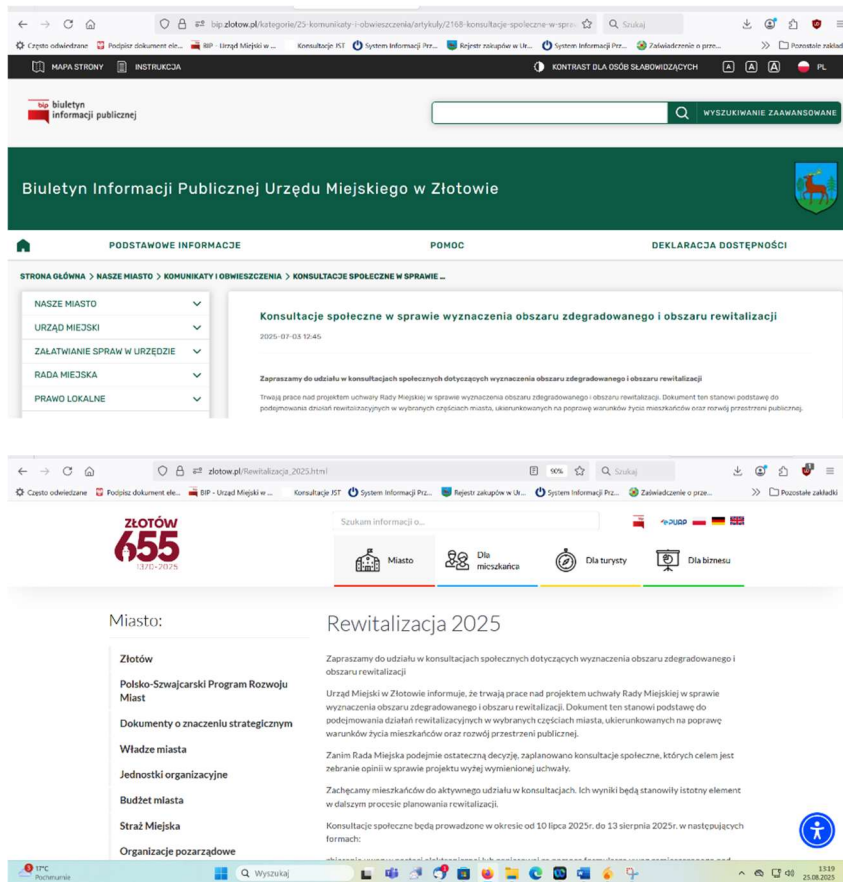 bip.zlotow.pl/kategorie/25-komunikaty-i-obwieszczenia/artykuly/2168-konsultacje-spoleczne-w-spraw
Szukaj
Często odwiedzane
Podpisz dokument ele...
BIP - Urząd Miejski w ...
Konsultacje JST
System Informacji Prz...
Rejestr zakupów w Ur...
System Informacji Prz...
Zaświadczenie o prze...
Pozostałe zakład
MAPA STRONY
INSTRUKCJA
KONTRAST DLA OSÓB SŁABOWIDZĄCYCH
A A A
PL
bip biuletyn
informacji publicznej
WYSZUKIWANIE ZAAWANSOWANE
Biuletyn Informacji Publicznej Urzędu Miejskiego w Złotowie
PODSTAWOWE INFORMACJE
POMOC
DEKLARACJA DOSTĘPNOŚCI
STRONA GŁÓWNA > NASZE MIASTO > KOMUNIKATY I OBWIESZCZENIA > KONSULTACJE SPOŁECZNE W SPRAWIE ...
NASZE MIASTO
URZĄD MIEJSKI
ZAŁATWIANIE SPRAW W URZĘDZIE
RADA MIEJSKA
PRAWO LOKALNE
Konsultacje społeczne w sprawie wyznaczenia obszaru zdegradowanego i obszaru rewitalizacji
2025-07-03 12:45
Zapraszamy do udziału w konsultacjach społecznych dotyczących wyznaczenia obszaru zdegradowanego i obszaru rewitalizacji
Trwają prace nad projektem uchwały Rady Miejskiej w sprawie wyznaczenia obszaru zdegradowanego i obszaru rewitalizacji. Dokument ten stanowi podstawę do
podejmowania działań rewitalizacyjnych w wybranych częściach miasta, ukierunkowanych na poprawę warunków życia mieszkańców oraz rozwój przestrzeni publicznej.
zlotow.pl/Rewitalizacja_2025.html
90%
Szukaj
Często odwiedzane
Podpisz dokument ele...
BIP - Urząd Miejski w ...
Konsultacje JST
System Informacji Prz...
Rejestr zakupów w Ur...
System Informacji Prz...
Zaświadczenie o prze...
Pozostałe zakładki
ZŁOTÓW
655
1370-2025
Szukam informacji o...
ePUAP
Miasto
Dla
mieszkańca
Dla turysty
Dla biznesu
Miasto:
Złotów
Polsko-Szwajcarski Program Rozwoju
Miast
Dokumenty o znaczeniu strategicznym
Władze miasta
Jednostki organizacyjne
Budżet miasta
Straż Miejska
Organizacje pozarządowe
Rewitalizacja 2025
Zapraszamy do udziału w konsultacjach społecznych dotyczących wyznaczenia obszaru zdegradowanego i
obszaru rewitalizacji
Urząd Miejski w Złotowie informuje, że trwają prace nad projektem uchwały Rady Miejskiej w sprawie
wyznaczenia obszaru zdegradowanego i obszaru rewitalizacji. Dokument ten stanowi podstawę do
podejmowania działań rewitalizacyjnych w wybranych częściach miasta, ukierunkowanych na poprawę
warunków życia mieszkańców oraz rozwój przestrzeni publicznej.
Zanim Rada Miejska podejmie ostateczną decyzję, zaplanowano konsultacje społeczne, których celem jest
zebranie opinii w sprawie projektu wyżej wymienionej uchwały.
Zachęcamy mieszkańców do aktywnego udziału w konsultacjach. Ich wyniki będą stanowiły istotny element
w dalszym procesie planowania rewitalizacji.
Konsultacje społeczne będą prowadzone w okresie od 10 lipca 2025r. do 13 sierpnia 2025r. w następujących
formach:
17°C
Pochmurnie
Wyszukaj
13:19
25.08.2025